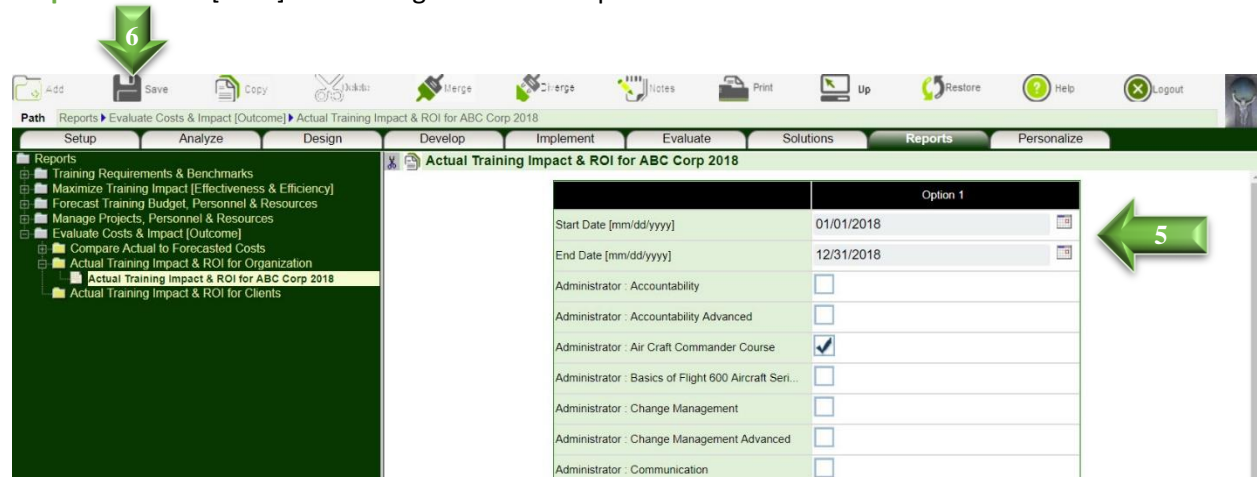 6
Add Save Copy Delete Merge Diverge Notes Print Up Restore Help Logout
Path Reports Evaluate Costs & Impact [Outcome] Actual Training Impact & ROI for ABC Corp 2018
Setup Analyze Design Develop Implement Evaluate Solutions Reports Personalize
Reports
Training Requirements & Benchmarks
Maximize Training Impact [Effectiveness & Efficiency]
Forecast Training Budget, Personnel & Resources
Manage Projects, Personnel & Resources
Evaluate Costs & Impact [Outcome]
Compare Actual to Forecasted Costs
Actual Training Impact & ROI for Organization
Actual Training Impact & ROI for ABC Corp 2018
Actual Training Impact & ROI for Clients
Actual Training Impact & ROI for ABC Corp 2018
Option 1
Start Date [mm/dd/yyyy] 01/01/2018
5
End Date [mm/dd/yyyy] 12/31/2018
Administrator : Accountability
Administrator : Accountability Advanced
Administrator : Air Craft Commander Course
Administrator : Basics of Flight 600 Aircraft Seri...
Administrator : Change Management
Administrator : Change Management Advanced
Administrator : Communication